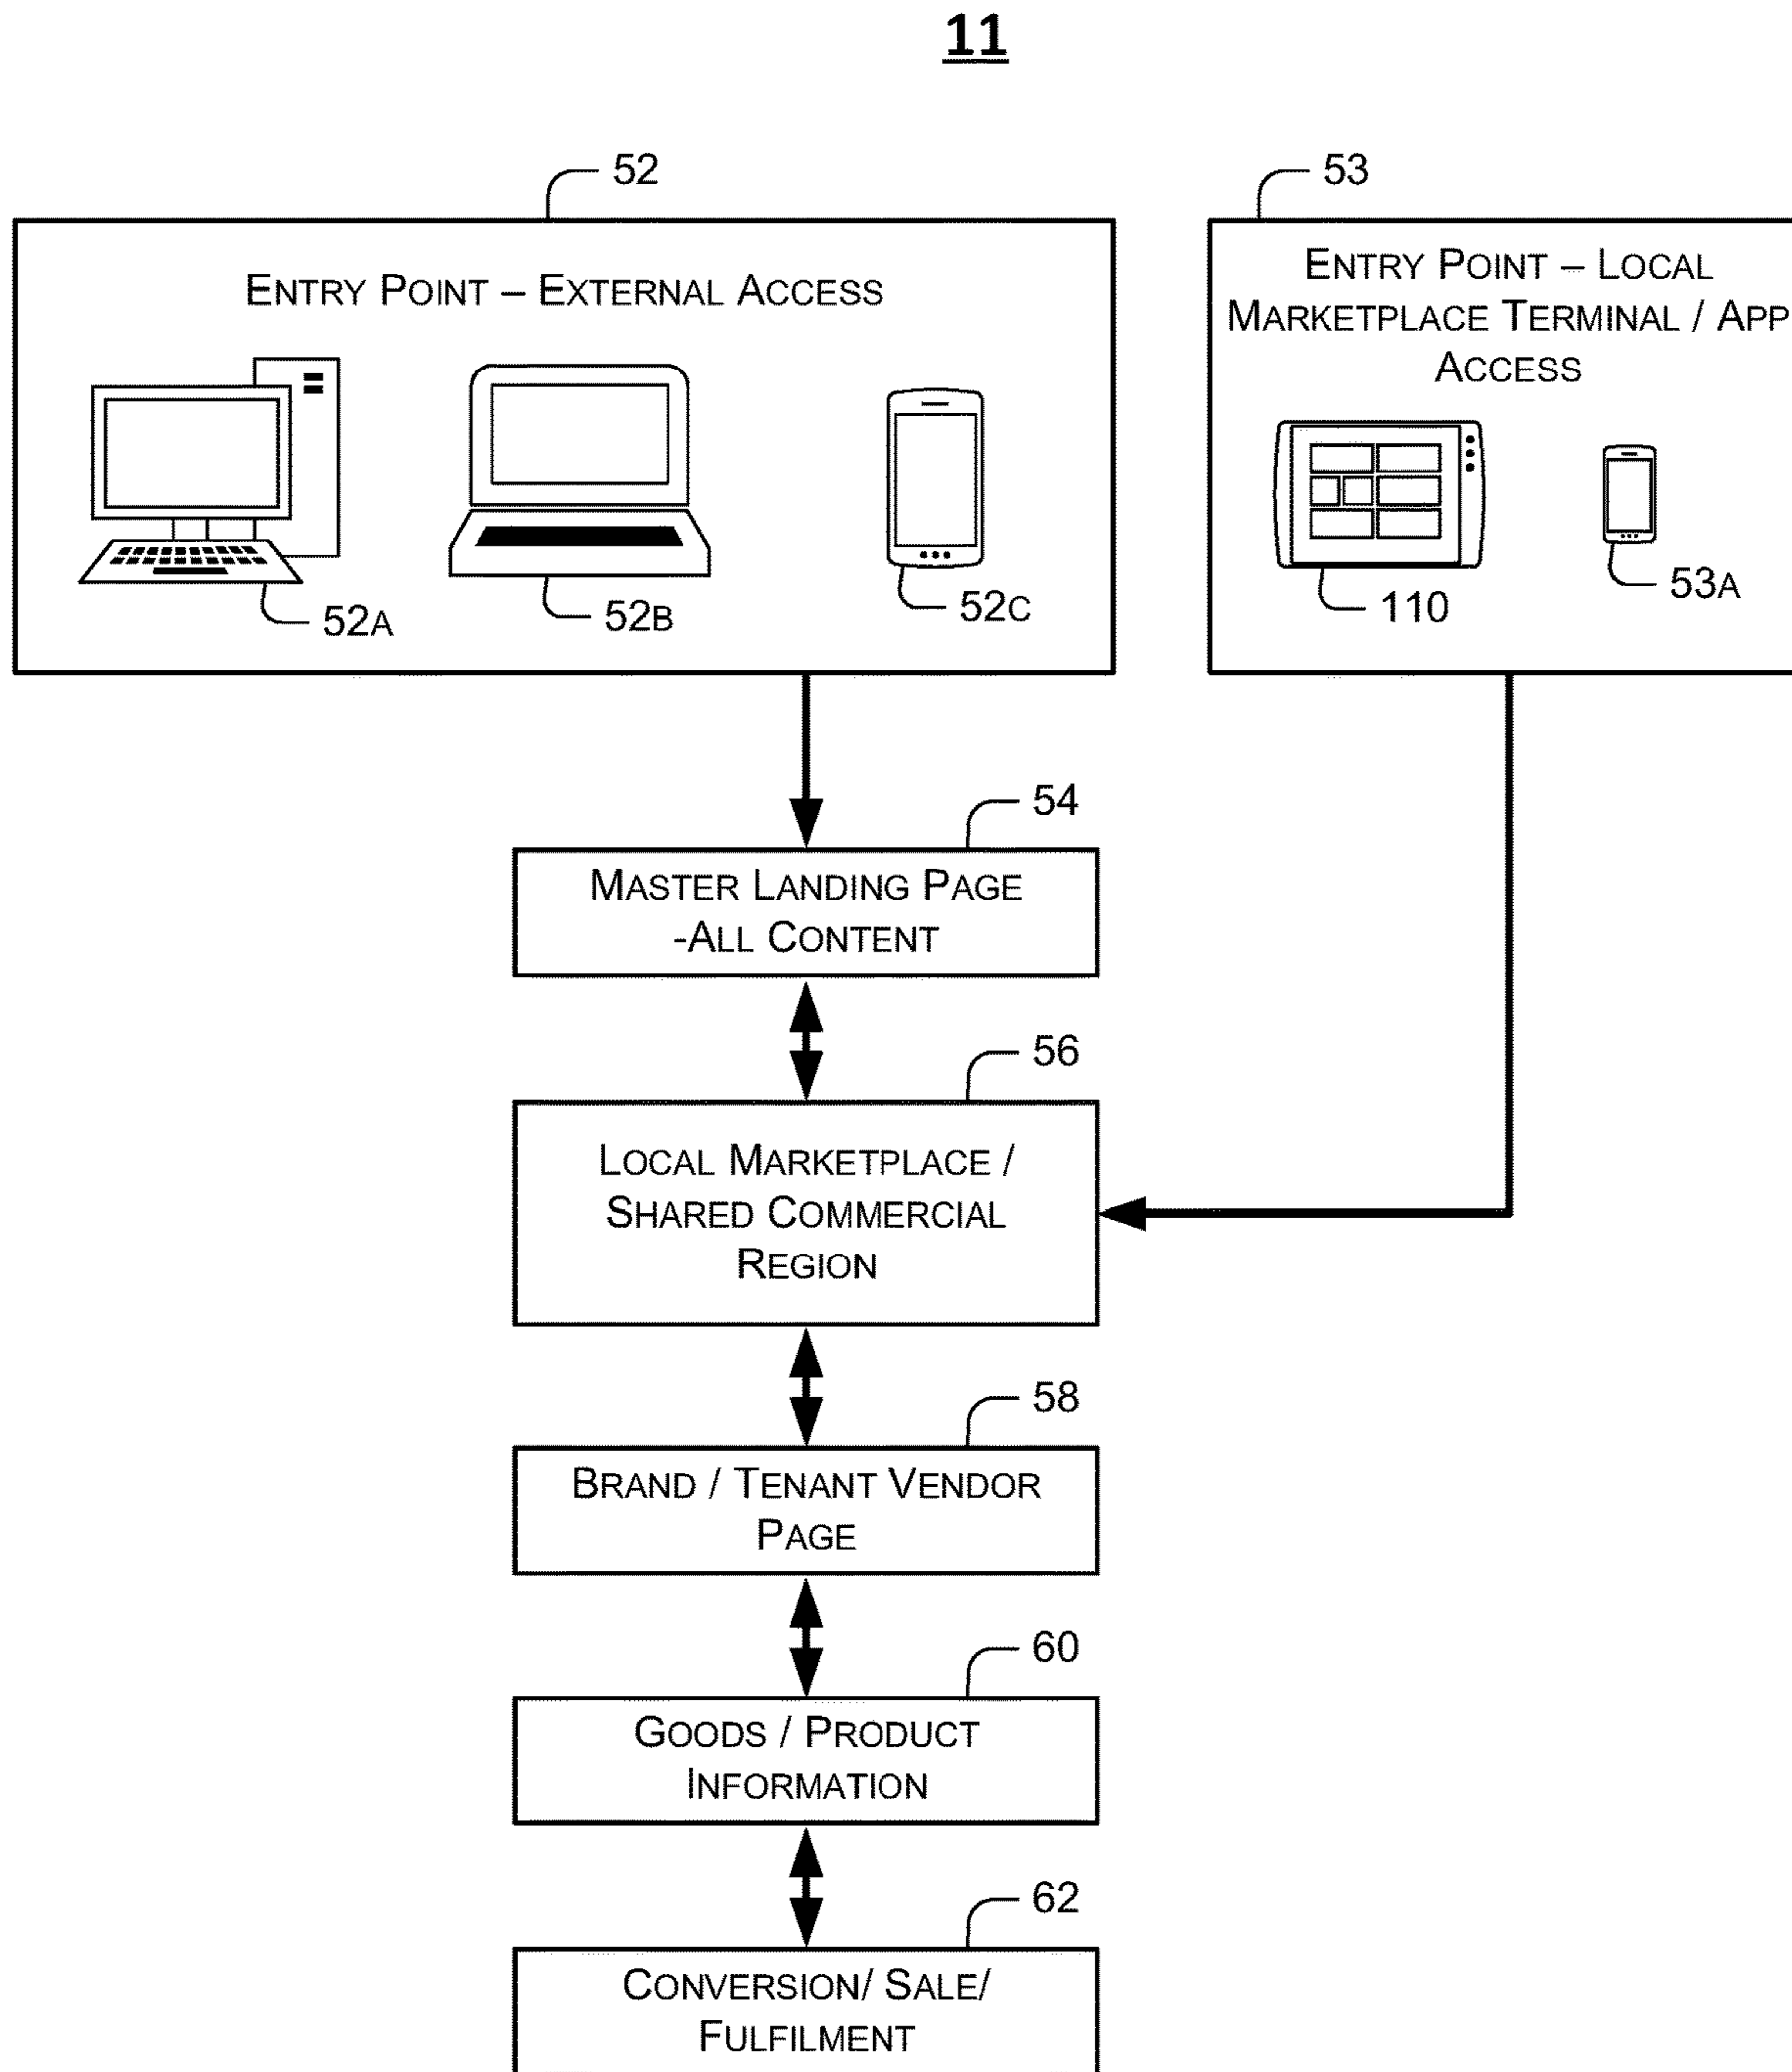 11
52
53
ENTRY POINT – EXTERNAL ACCESS
ENTRY POINT – LOCAL
MARKETPLACE TERMINAL / APP
ACCESS
52A
52B
52C
110
53A
54
MASTER LANDING PAGE
-ALL CONTENT
56
LOCAL MARKETPLACE /
SHARED COMMERCIAL
REGION
58
BRAND / TENANT VENDOR
PAGE
60
GOODS / PRODUCT
INFORMATION
62
CONVERSION/ SALE/
FULFILMENT